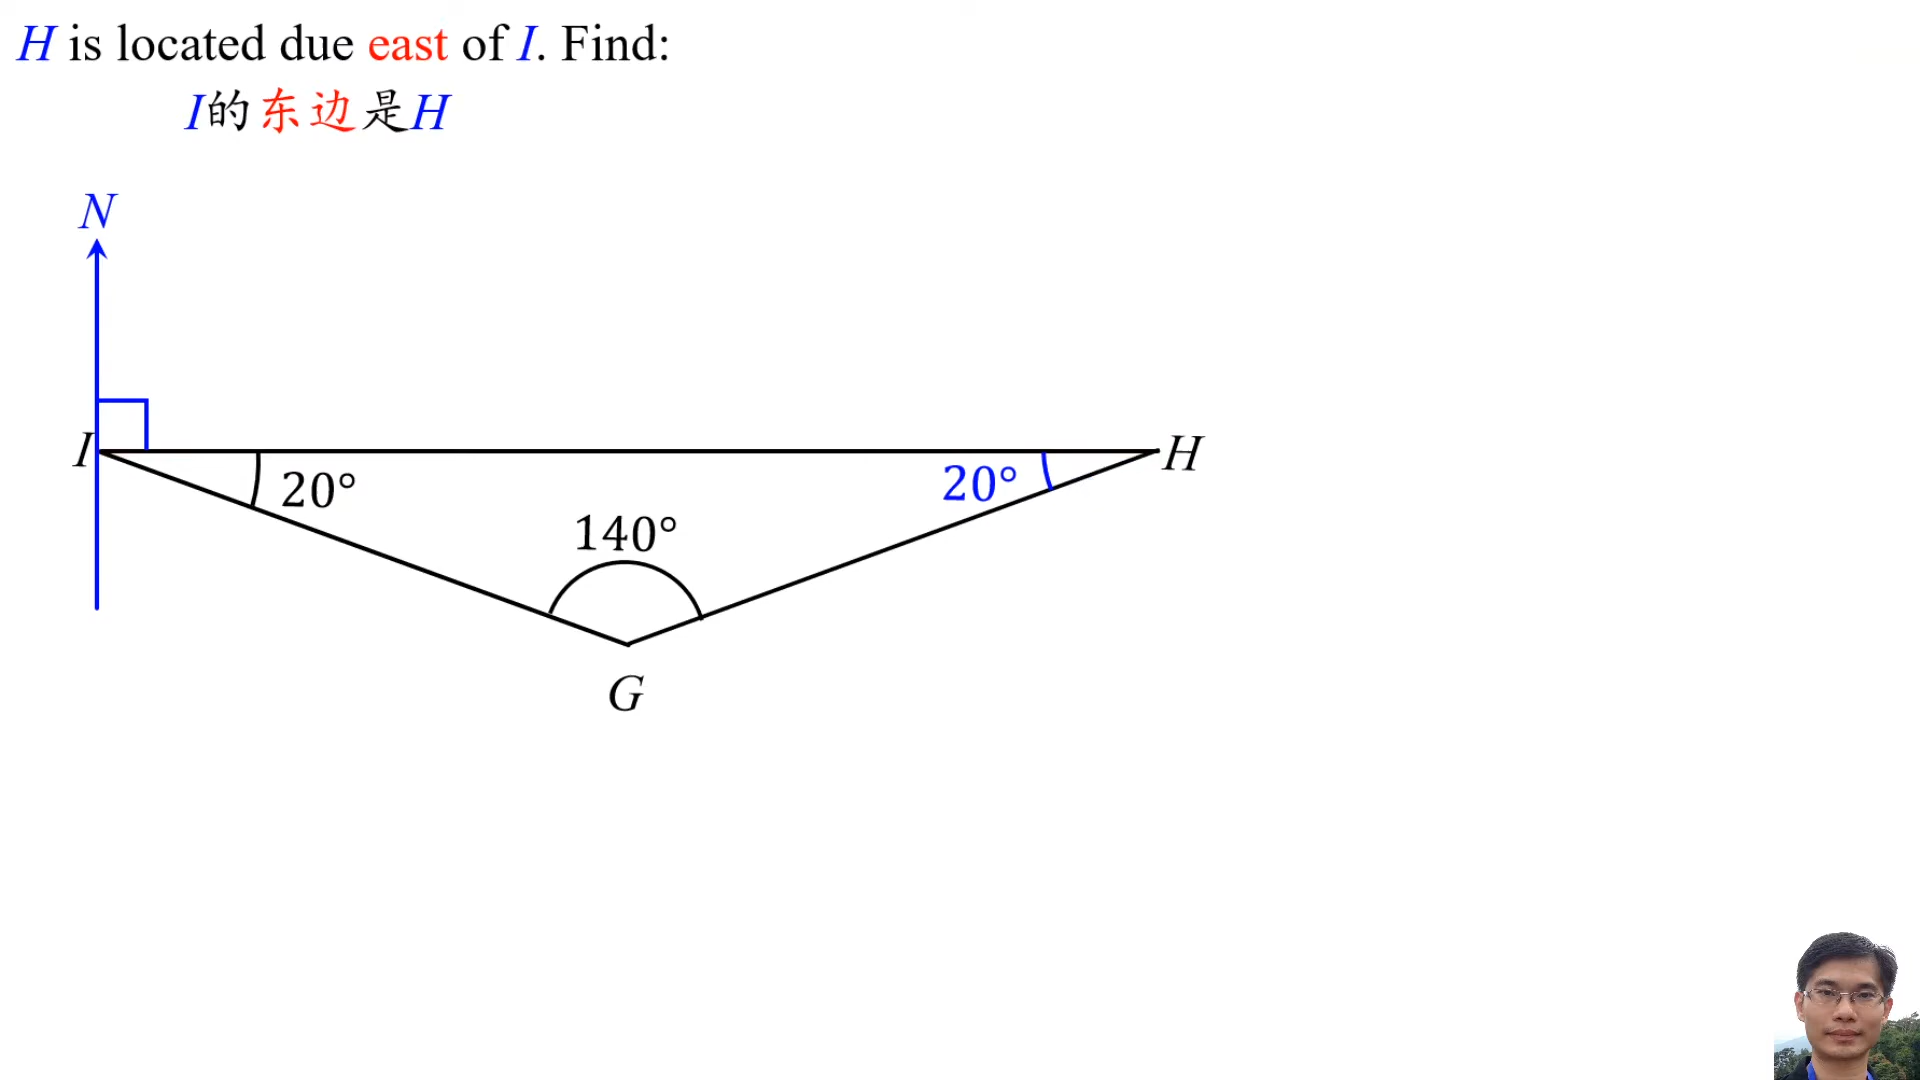 H is located due east of I. Find:
I的东边是H
N
I
H
20°
20°
140°
G